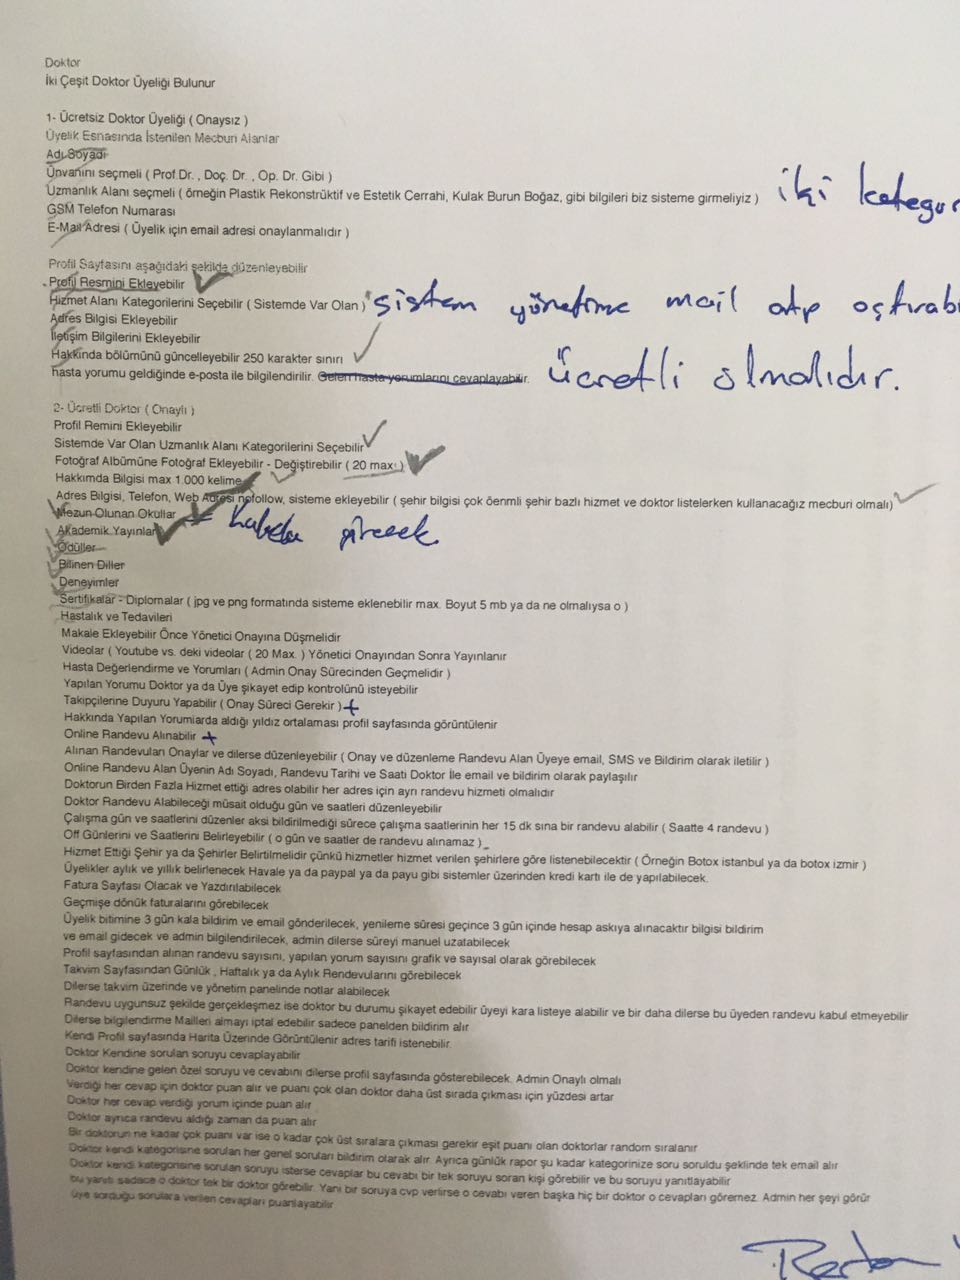 Doktor
İki Çeşit Doktor Üyeliği Bulunur
1- Ücretsiz Doktor Üyeliği ( Onaysız )
Üyelik Esnasında İstenilen Mecburi Alanlar
Adı Soyadı
Ünvanını seçmeli ( Prof.Dr. , Doç. Dr. , Op. Dr. Gibi )
Uzmanlık Alanı seçmeli ( örneğin Plastik Rekonstrüktif ve Estetik Cerrahi, Kulak Burun Boğaz, gibi bilgileri biz sisteme girmeliyiz ) iki kategor
GSM Telefon Numarası
E-Mail Adresi ( Üyelik için email adresi onaylanmalıdır )
Profil Sayfasını aşağıdaki şekilde düzenleyebilir
Profil Resmini Ekleyebilir
Hizmet Alanı Kategorilerini Seçebilir ( Sistemde Var Olan ) sistem yönetime mail atıp açtırabi
Adres Bilgisi Ekleyebilir
İletişim Bilgilerini Ekleyebilir
Hakkında bölümünü güncelleyebilir 250 karakter sınırı
hasta yorumu geldiğinde e-posta ile bilgilendirilir. Gelen hasta yorumlarını cevaplayabilir. Ücretli olmalıdır.
2- Ücretli Doktor ( Onaylı )
Profil Remini Ekleyebilir
Sistemde Var Olan Uzmanlık Alanı Kategorilerini Seçebilir
Fotoğraf Albümüne Fotoğraf Ekleyebilir - Değiştirebilir ( 20 max. )
Hakkımda Bilgisi max 1.000 kelime
Adres Bilgisi, Telefon, Web Adresi nofollow, sisteme ekleyebilir ( şehir bilgisi çok öenmli şehir bazlı hizmet ve doktor listelerken kullanacağız mecburi olmalı)
Mezun Olunan Okullar
Akademik Yayınlar girecek
Ödüller
Bilinen Diller
Deneyimler
Sertifikalar - Diplomalar ( jpg ve png formatında sisteme eklenebilir max. Boyut 5 mb ya da ne olmalıysa o )
Hastalık ve Tedavileri
Makale Ekleyebilir Önce Yönetici Onayına Düşmelidir
Videolar ( Youtube vs. deki videolar ( 20 Max. ) Yönetici Onayından Sonra Yayınlanır
Hasta Değerlendirme ve Yorumları ( Admin Onay Sürecinden Geçmelidir )
Yapılan Yorumu Doktor ya da Üye şikayet edip kontrolünü isteyebilir
Takipçilerine Duyuru Yapabilir ( Onay Süreci Gerekir ) +
Hakkında Yapılan Yorumlarda aldığı yıldız ortalaması profil sayfasında görüntülenir
Online Randevu Alınabilir +
Alınan Randevuları Onaylar ve dilerse düzenleyebilir ( Onay ve düzenleme Randevu Alan Üyeye email, SMS ve Bildirim olarak iletilir )
Online Randevu Alan Üyenin Adı Soyadı, Randevu Tarihi ve Saati Doktor İle email ve bildirim olarak paylaşılır
Doktorun Birden Fazla Hizmet ettiği adres olabilir her adres için ayrı randevu hizmeti olmalıdır
Doktor Randevu Alabileceği müsait olduğu gün ve saatleri düzenleyebilir
Çalışma gün ve saatlerini düzenler aksi bildirilmediği sürece çalışma saatlerinin her 15 dk sına bir randevu alabilir ( Saatte 4 randevu )
Off Günlerini ve Saatlerini Belirleyebilir ( o gün ve saatler de randevu alınamaz )
Hizmet Ettiği Şehir ya da Şehirler Belirtilmelidir çünkü hizmetler hizmet verilen şehirlere göre listenebilecektir ( Örneğin Botox istanbul ya da botox izmir )
Üyelikler aylık ve yıllık belirlenecek Havale ya da paypal ya da payu gibi sistemler üzerinden kredi kartı ile de yapılabilecek.
Fatura Sayfası Olacak ve Yazdırılabilecek
Geçmişe dönük faturalarını görebilecek
Üyelik bitimine 3 gün kala bildirim ve email gönderilecek, yenileme süresi geçince 3 gün içinde hesap askıya alınacaktır bilgisi bildirim
ve email gidecek ve admin bilgilendirilecek, admin dilerse süreyi manuel uzatabilecek
Profil sayfasından alınan randevu sayısını, yapılan yorum sayısını grafik ve sayısal olarak görebilecek
Takvim Sayfasından Günlük , Haftalık ya da Aylık Rendevularını görebilecek
Dilerse takvim üzerinde ve yönetim panelinde notlar alabilecek
Randevu uygunsuz şekilde gerçekleşmez ise doktor bu durumu şikayet edebilir üyeyi kara listeye alabilir ve bir daha dilerse bu üyeden randevu kabul etmeyebilir
Dilerse bilgilendirme Mailleri almayı iptal edebilir sadece panelden bildirim alır
Kendi Profil sayfasında Harita Üzerinde Görüntülenir adres tarifi istenebilir.
Doktor Kendine sorulan soruyu cevaplayabilir
Doktor kendine gelen özel soruyu ve cevabını dilerse profil sayfasında gösterebilecek. Admin Onaylı olmalı
Verdiği her cevap için doktor puan alır ve puanı çok olan doktor daha üst sırada çıkması için yüzdesi artar
Doktor her cevap verdiği yorum içinde puan alır
Doktor ayrıca randevu aldığı zaman da puan alır
Bir doktorun ne kadar çok puanı var ise o kadar çok üst sıralara çıkması gerekir eşit puanı olan doktorlar random sıralanır
Doktor kendi kategorisine sorulan her genel soruları bildirim olarak alır. Ayrıca günlük rapor şu kadar kategorinize soru soruldu şeklinde tek email alır
Doktor kendi kategorisine sorulan soruyu isterse cevaplar bu cevabı bir tek soruyu soran kişi görebilir ve bu soruyu yanıtlayabilir
bu yanıtı sadece o doktor tek bir doktor görebilir. Yani bir soruya cvp verlirse o cevabı veren başka hiç bir doktor o cevapları göremez. Admin her şeyi görür
üye sorduğu sorulara verilen cevapları puanlayabilir